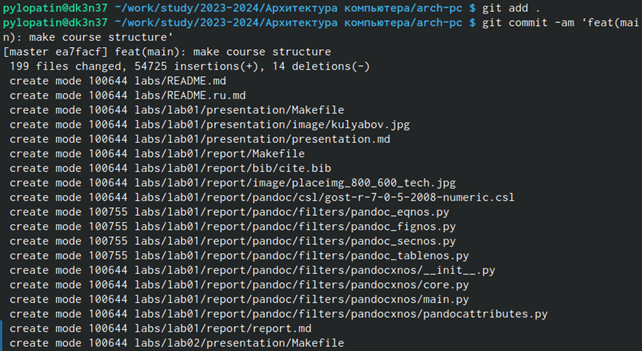 pylopatin@dk3n37 ~/work/study/2023-2024/Архитектура компьютера/arch-pc $ git add .
pylopatin@dk3n37 ~/work/study/2023-2024/Архитектура компьютера/arch-pc $ git commit -am 'feat(mai
n): make course structure'
[master ea7facf] feat(main): make course structure
 199 files changed, 54725 insertions(+), 14 deletions(-)
 create mode 100644 labs/README.md
 create mode 100644 labs/README.ru.md
 create mode 100644 labs/lab01/presentation/Makefile
 create mode 100644 labs/lab01/presentation/image/kulyabov.jpg
 create mode 100644 labs/lab01/presentation/presentation.md
 create mode 100644 labs/lab01/report/Makefile
 create mode 100644 labs/lab01/report/bib/cite.bib
 create mode 100644 labs/lab01/report/image/placeimg_800_600_tech.jpg
 create mode 100644 labs/lab01/report/pandoc/csl/gost-r-7-0-5-2008-numeric.csl
 create mode 100755 labs/lab01/report/pandoc/filters/pandoc_eqnos.py
 create mode 100755 labs/lab01/report/pandoc/filters/pandoc_fignos.py
 create mode 100755 labs/lab01/report/pandoc/filters/pandoc_secnos.py
 create mode 100755 labs/lab01/report/pandoc/filters/pandoc_tablenos.py
 create mode 100644 labs/lab01/report/pandoc/filters/pandocxnos/__init__.py
 create mode 100644 labs/lab01/report/pandoc/filters/pandocxnos/core.py
 create mode 100644 labs/lab01/report/pandoc/filters/pandocxnos/main.py
 create mode 100644 labs/lab01/report/pandoc/filters/pandocxnos/pandocattributes.py
 create mode 100644 labs/lab01/report/report.md
 create mode 100644 labs/lab02/presentation/Makefile